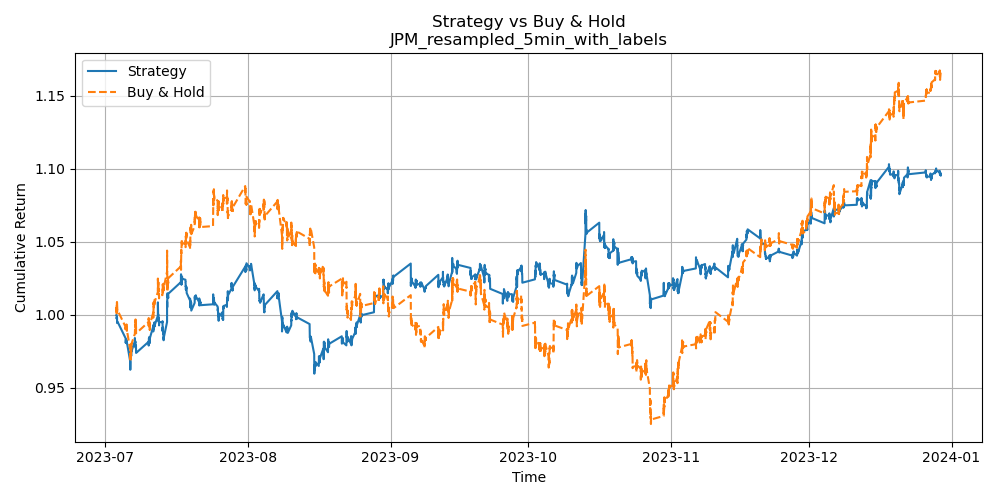 Strategy vs Buy & Hold
JPM_resampled_5min_with_labels
Strategy
Buy & Hold
Cumulative Return
1.15
1.10
1.05
1.00
0.95
2023-07
2023-08
2023-09
2023-10
2023-11
2023-12
2024-01
Time